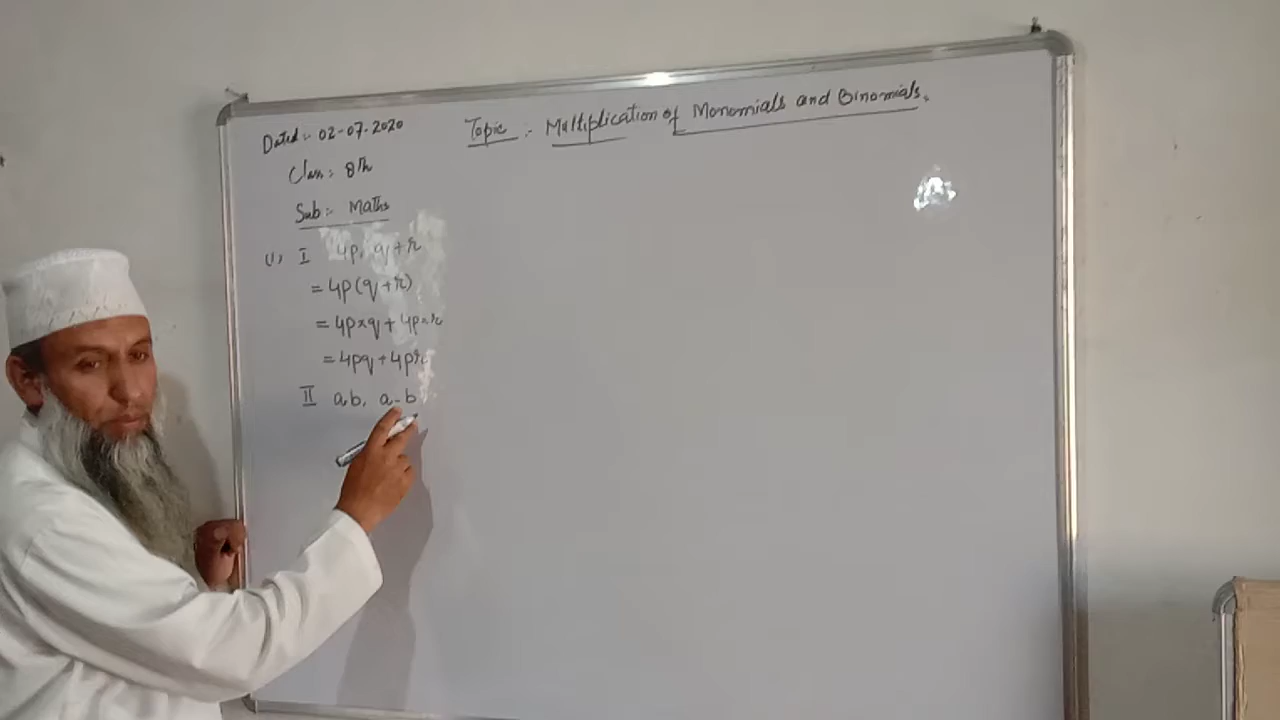 Dated :- 02-07-2020
Topic :- Multiplication of Monomials and Binomials.
Class : 8th
Sub :- Maths
(1) I 4p, q+r
= 4p(q+r)
= 4p×q + 4p×r
= 4pq + 4pr
II ab, a-b